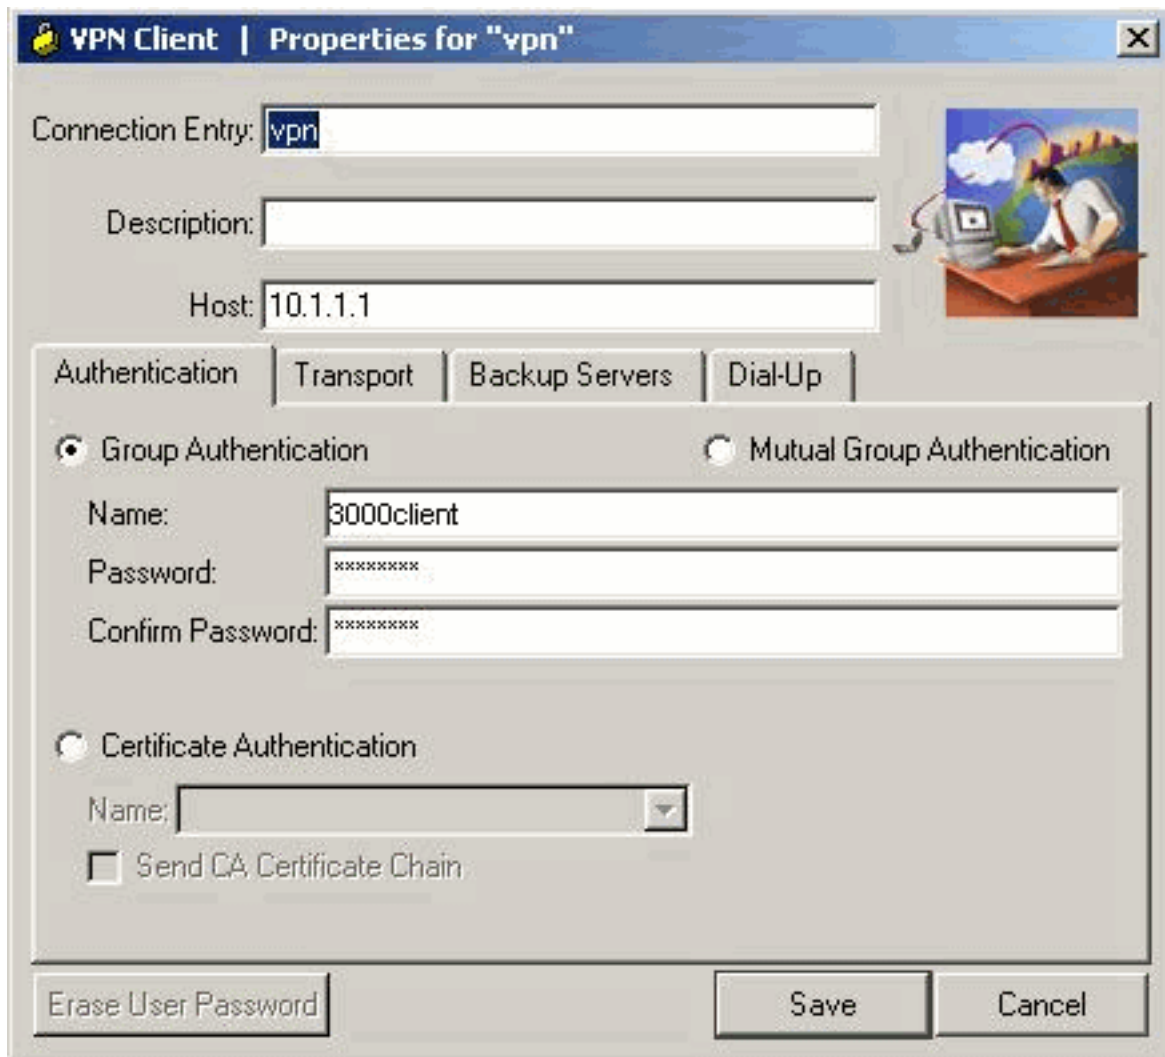 VPN Client | Properties for "vpn"
Connection Entry: vpn
Description:
Host: 10.1.1.1
Authentication Transport Backup Servers Dial-Up
Group Authentication Mutual Group Authentication
Name: 3000client
Password: ********
Confirm Password: ********
Certificate Authentication
Name:
Send CA Certificate Chain
Erase User Password Save Cancel